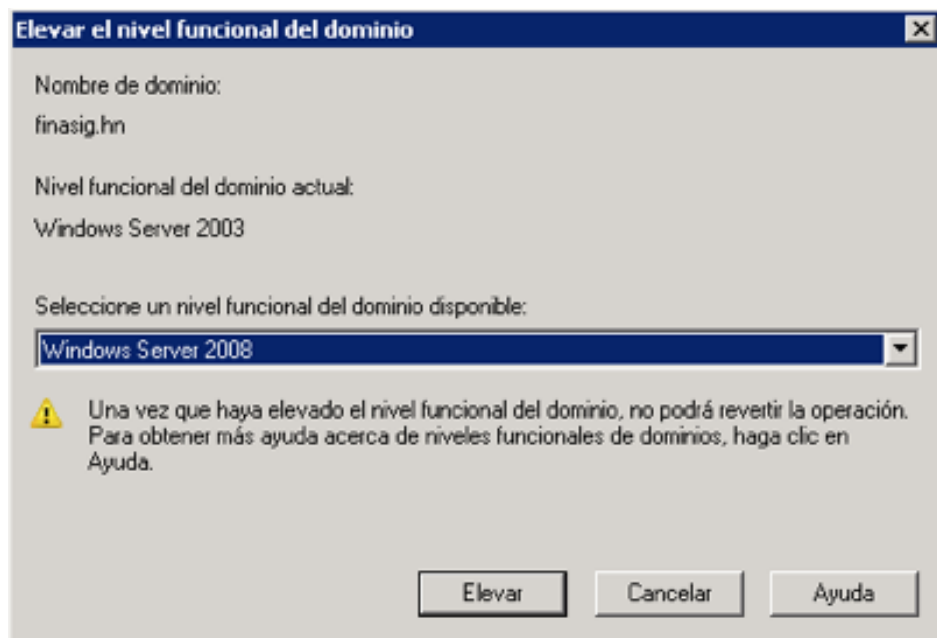 Elevar el nivel funcional del dominio
Nombre de dominio:
finasig.hn
Nivel funcional del dominio actual:
Windows Server 2003
Seleccione un nivel funcional del dominio disponible:
Windows Server 2008
Una vez que haya elevado el nivel funcional del dominio, no podrá revertir la operación.
Para obtener más ayuda acerca de niveles funcionales de dominios, haga clic en
Ayuda.
Elevar
Cancelar
Ayuda